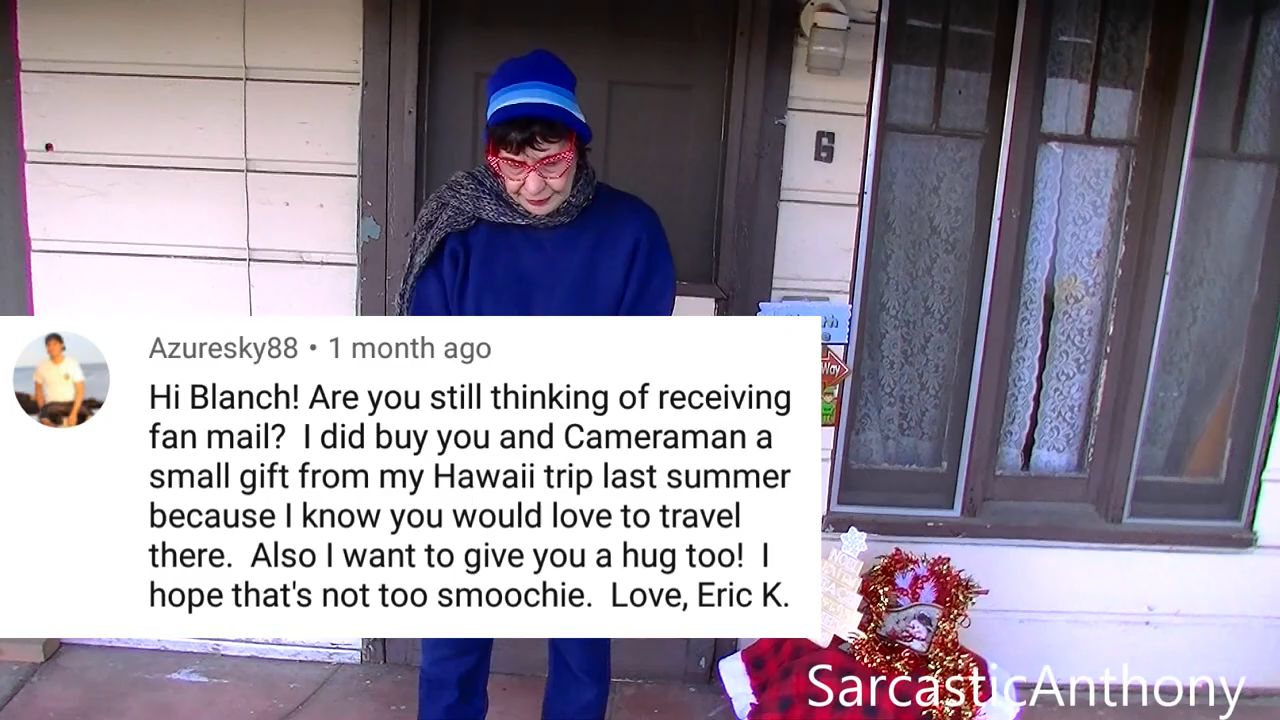 6
Way
Azuresky88 • 1 month ago
Hi Blanch! Are you still thinking of receiving
fan mail?  I did buy you and Cameraman a
small gift from my Hawaii trip last summer
because I know you would love to travel
there.  Also I want to give you a hug too!  I
hope that's not too smoochie.  Love, Eric K.
SarcasticAnthony